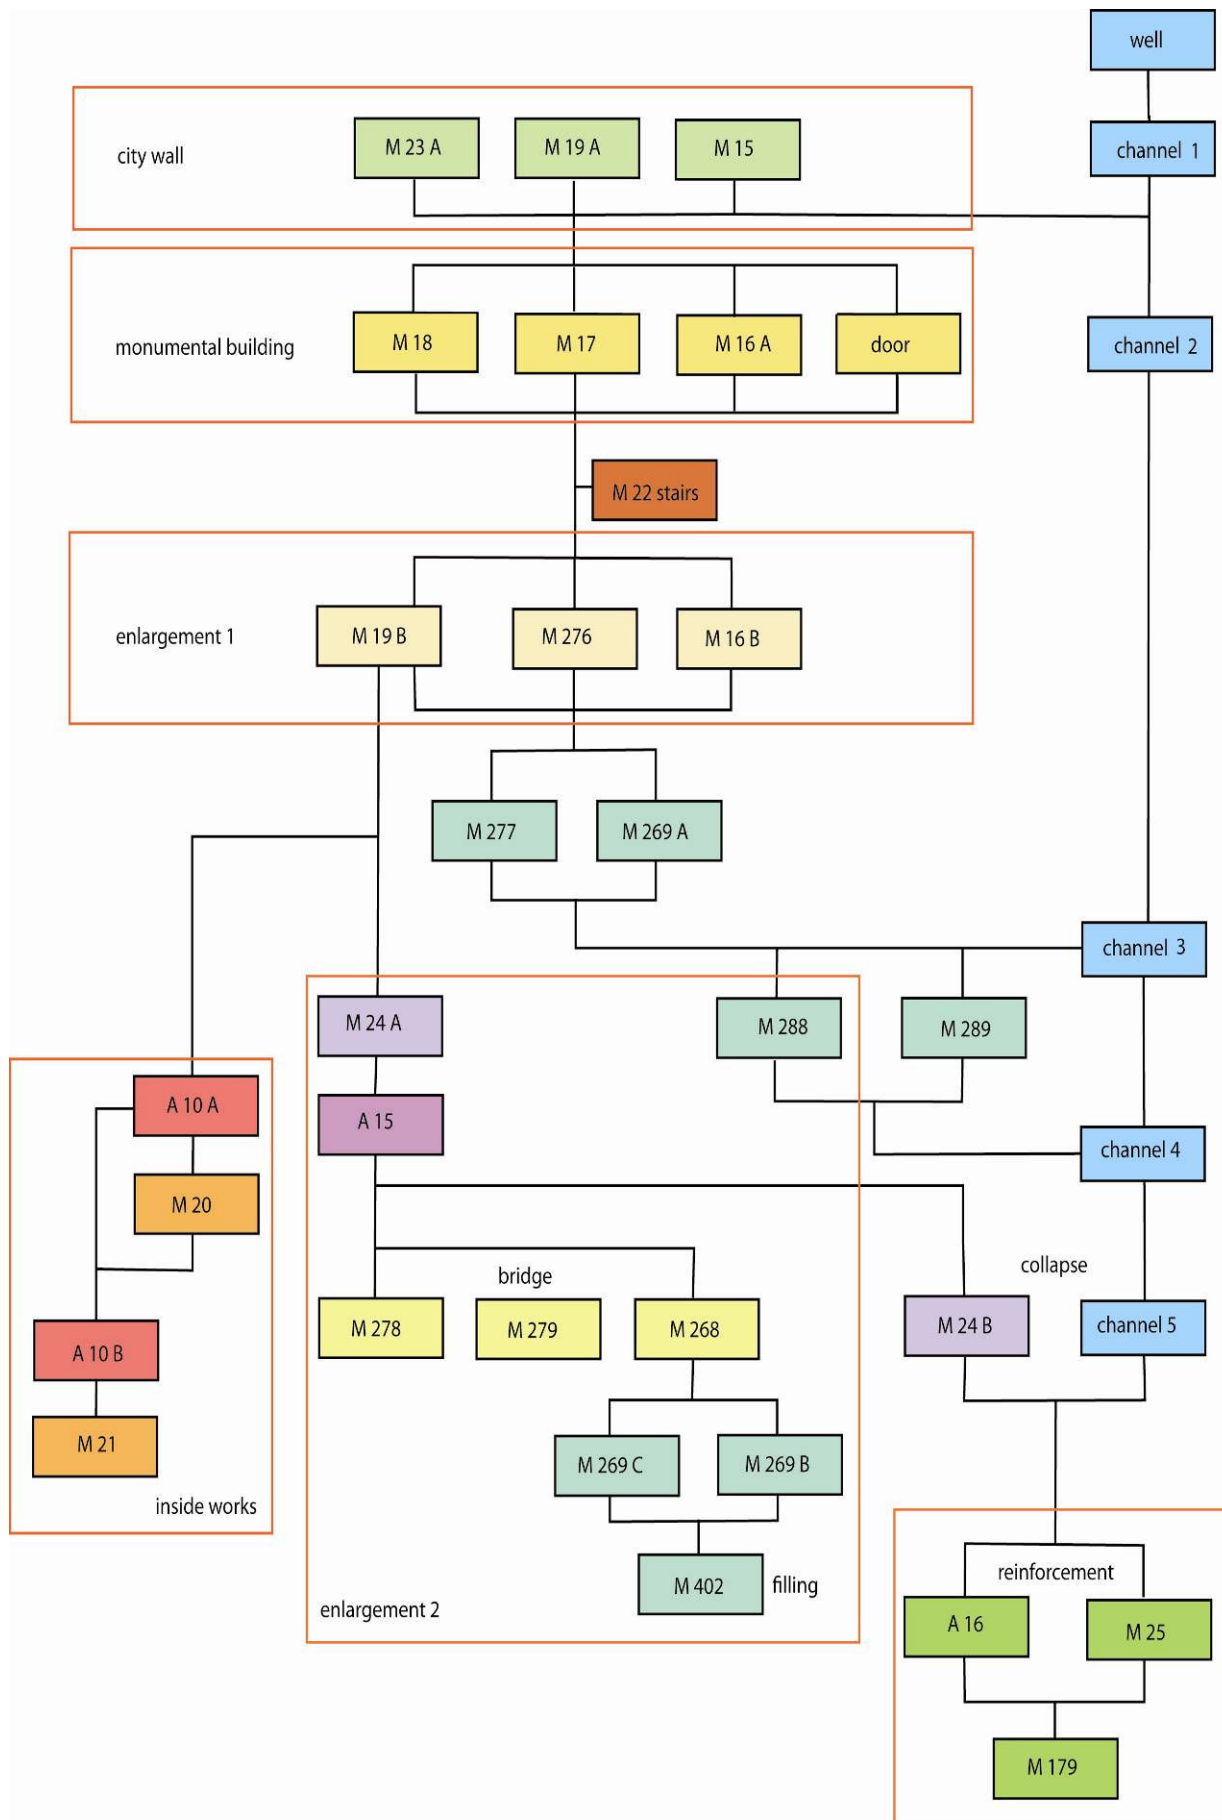 well
city wall
M 23 A
M 19 A
M 15
channel 1
monumental building
M 18
M 17
M 16 A
door
channel 2
M 22 stairs
enlargement 1
M 19 B
M 276
M 16 B
M 277
M 269 A
channel 3
M 24 A
M 288
M 289
A 10 A
A 15
channel 4
M 20
bridge
collapse
M 278
M 279
M 268
M 24 B
channel 5
A 10 B
M 21
M 269 C
M 269 B
inside works
M 402
filling
reinforcement
enlargement 2
A 16
M 25
M 179